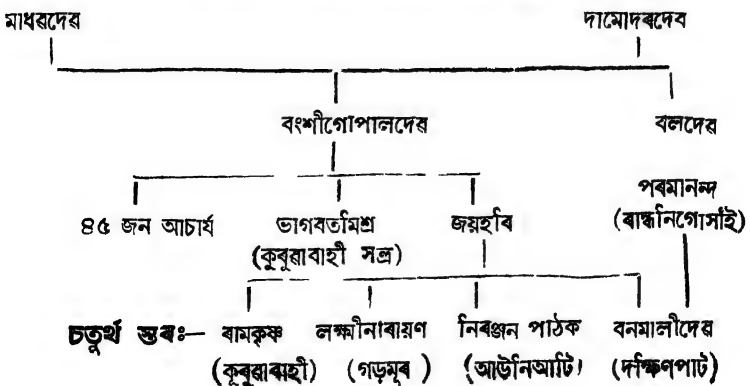 মাধৱদেৱ দামোদৰদেব
বংশীগোপালদেৱ বলদেৱ
পৰমানন্দ
৪৫ জন আচাৰ্য ভাগবতমিশ্ৰ জয়হৰি (ৰান্ধনিগোসাঁই)
(কুৰুৱাবাহী সত্ৰ)
চতুৰ্থ স্তৰঃ— ৰামকৃষ্ণ লক্ষ্মীনাৰায়ণ নিৰঞ্জন পাঠক বনমালীদেৱ
(কুৰুৱাবাহী) (গড়মূৰ) (আউনিআটি) (দক্ষিণপাট)